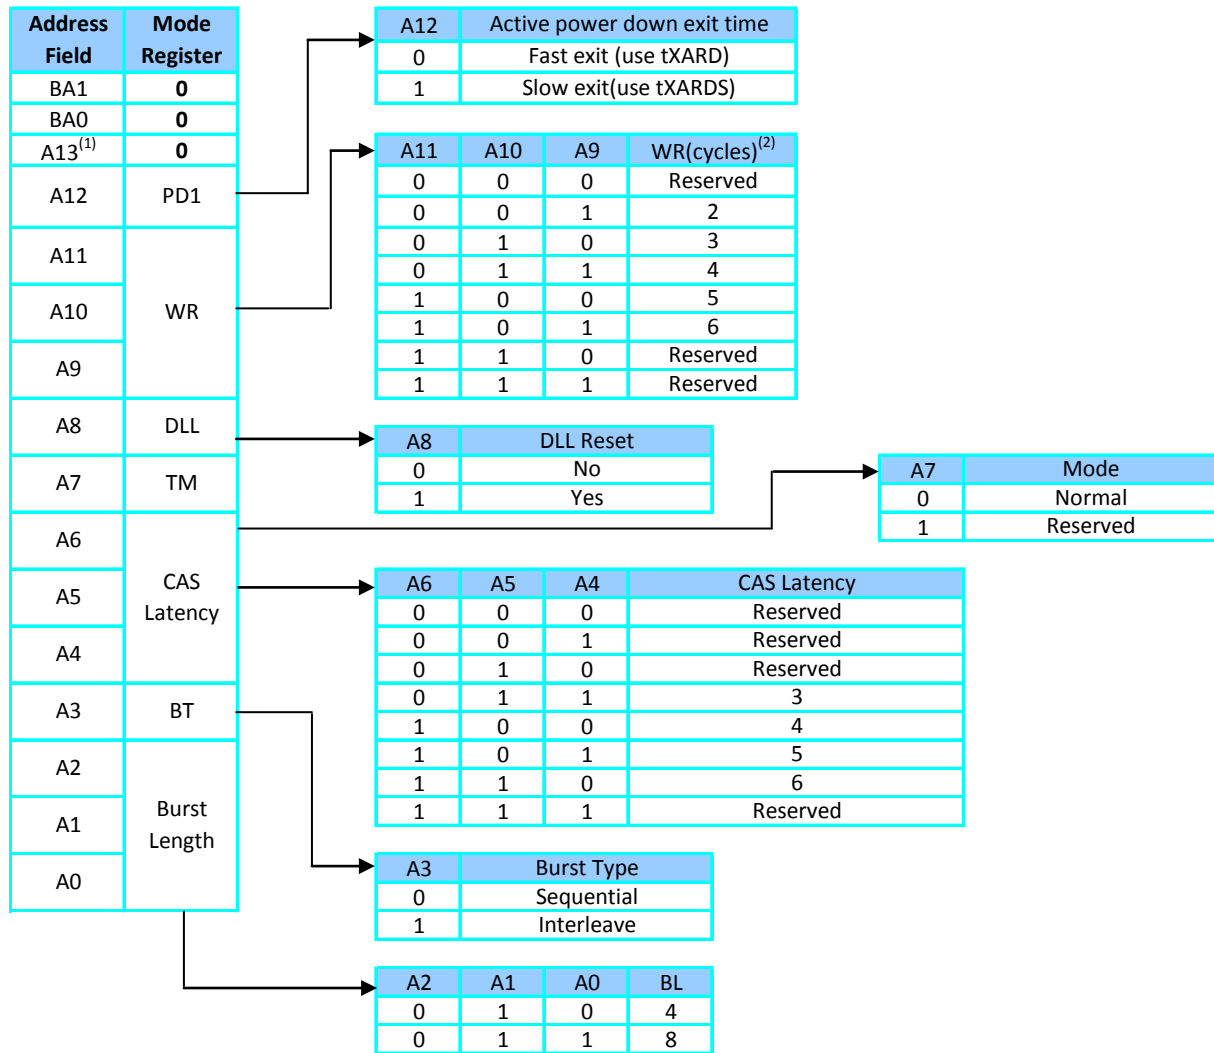 Address Field Mode Register
BA1 0
BA0 0
A13(1) 0
A12 PD1
A11
A10 WR
A9
A8 DLL
A7 TM
A6
A5 CAS Latency
A4
A3 BT
A2
A1 Burst Length
A0
A12 Active power down exit time
0 Fast exit (use tXARD)
1 Slow exit(use tXARDS)
A11 A10 A9 WR(cycles)(2)
0 0 0 Reserved
0 0 1 2
0 1 0 3
0 1 1 4
1 0 0 5
1 0 1 6
1 1 0 Reserved
1 1 1 Reserved
A8 DLL Reset
0 No
1 Yes
A7 Mode
0 Normal
1 Reserved
A6 A5 A4 CAS Latency
0 0 0 Reserved
0 0 1 Reserved
0 1 0 Reserved
0 1 1 3
1 0 0 4
1 0 1 5
1 1 0 6
1 1 1 Reserved
A3 Burst Type
0 Sequential
1 Interleave
A2 A1 A0 BL
0 1 0 4
0 1 1 8